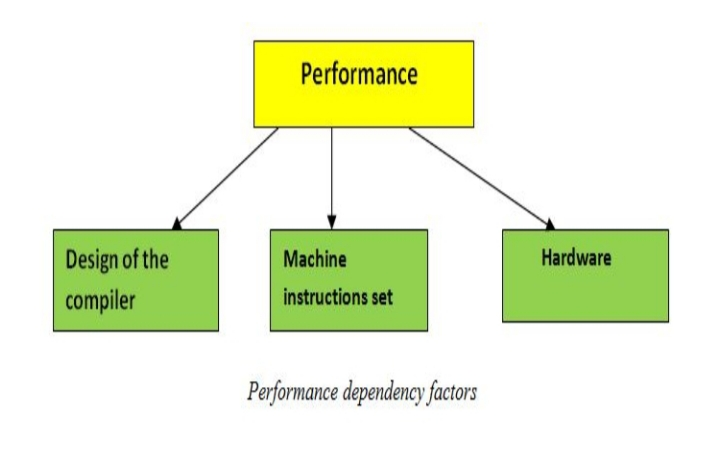 Performance
Design of the
compiler
Machine
instructions set
Hardware
Performance dependency factors